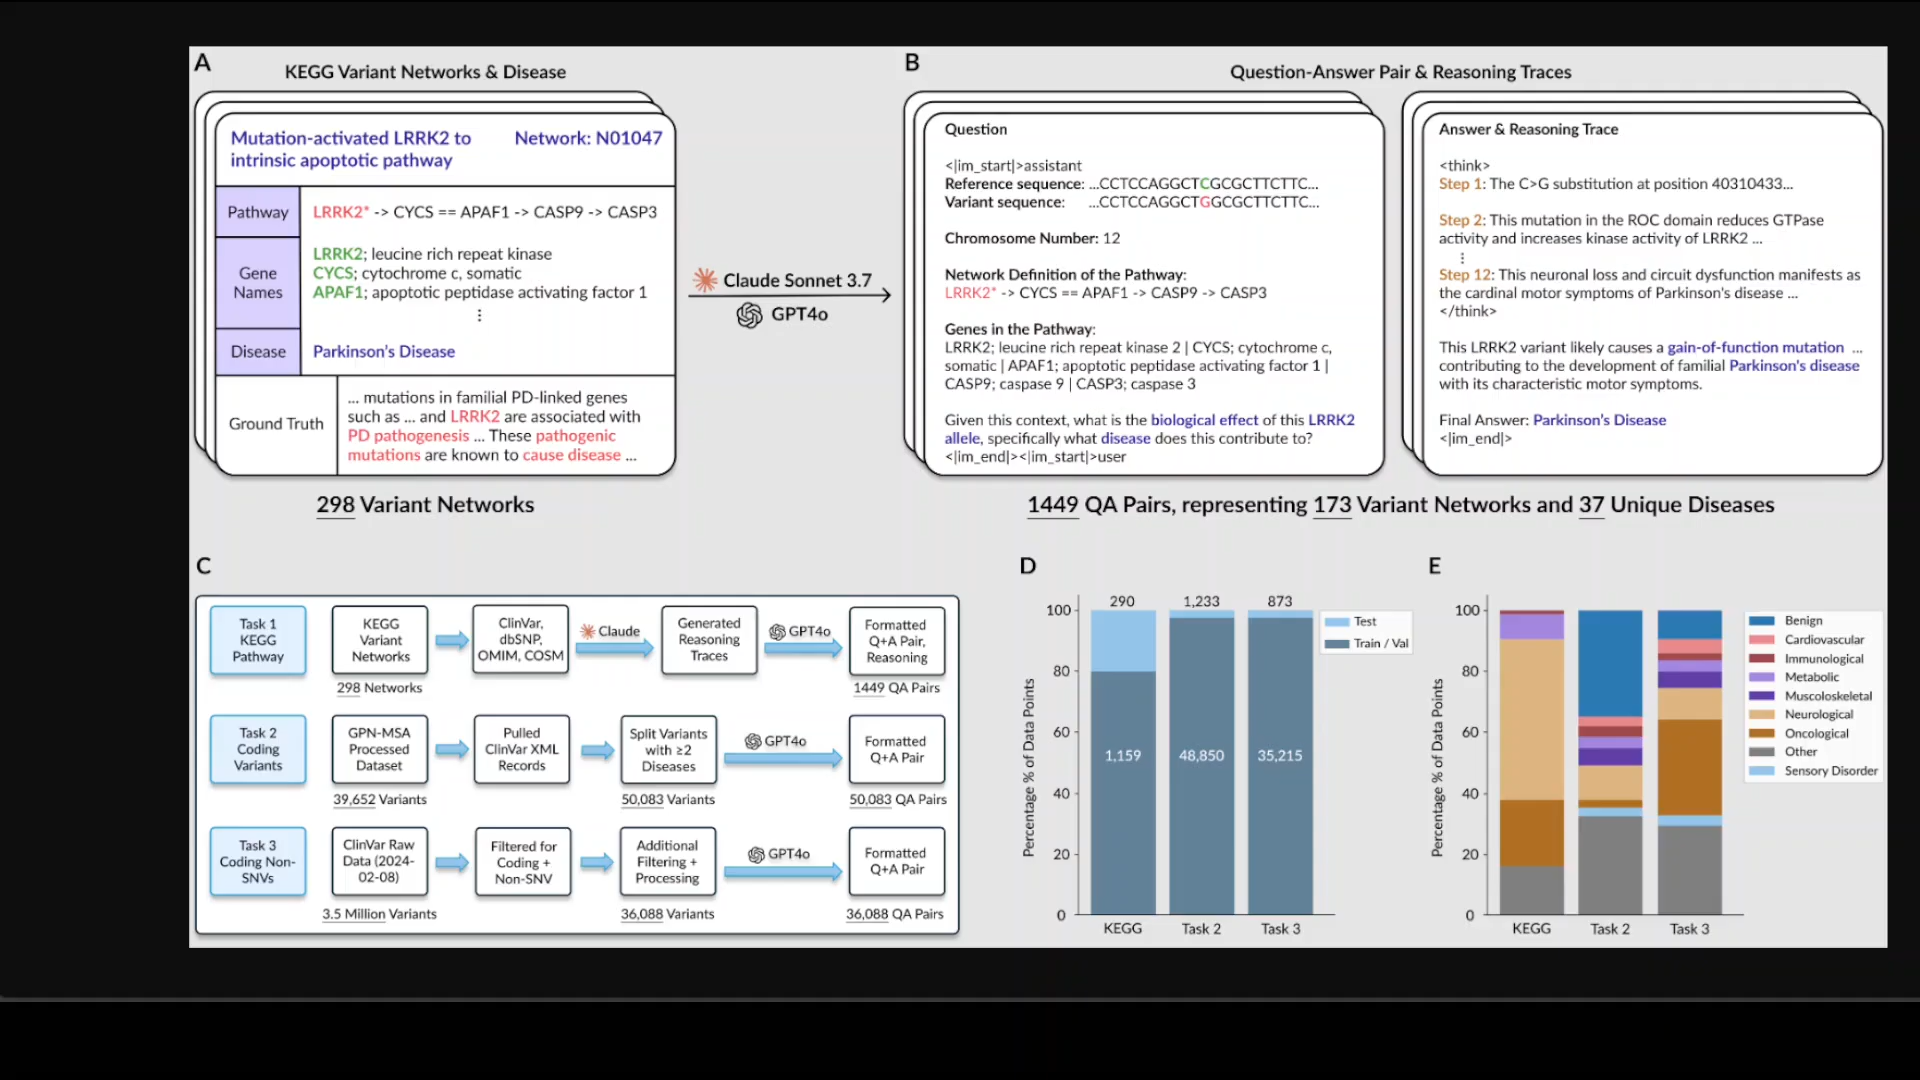 A
KEGG Variant Networks & Disease
Mutation-activated LRRK2 to
intrinsic apoptotic pathway
Network: N01047
Pathway
LRRK2* -> CYCS == APAF1 -> CASP9 -> CASP3
Gene
Names
LRRK2; leucine rich repeat kinase
CYCS; cytochrome c, somatic
APAF1; apoptotic peptidase activating factor 1
⋮
Disease
Parkinson's Disease
Ground Truth
... mutations in familial PD-linked genes
such as ... and LRRK2 are associated with
PD pathogenesis ... These pathogenic
mutations are known to cause disease ...
298 Variant Networks
Claude Sonnet 3.7
GPT4o
B
Question-Answer Pair & Reasoning Traces
Question
<|im_start|>assistant
Reference sequence: ...CCTCCAGGCTCGCGCTTCTTC...
Variant sequence: ...CCTCCAGGCTGGCGCTTCTTC...
Chromosome Number: 12
Network Definition of the Pathway:
LRRK2* -> CYCS == APAF1 -> CASP9 -> CASP3
Genes in the Pathway:
LRRK2; leucine rich repeat kinase 2 | CYCS; cytochrome c,
somatic | APAF1; apoptotic peptidase activating factor 1 |
CASP9; caspase 9 | CASP3; caspase 3
Given this context, what is the biological effect of this LRRK2
allele, specifically what disease does this contribute to?
<|im_end|><|im_start|>user
Answer & Reasoning Trace
<think>
Step 1: The C>G substitution at position 40310433...
Step 2: This mutation in the ROC domain reduces GTPase
activity and increases kinase activity of LRRK2 ...
⋮
Step 12: This neuronal loss and circuit dysfunction manifests as
the cardinal motor symptoms of Parkinson's disease ...
</think>
This LRRK2 variant likely causes a gain-of-function mutation ...
contributing to the development of familial Parkinson's disease
with its characteristic motor symptoms.
Final Answer: Parkinson's Disease
<|im_end|>
1449 QA Pairs, representing 173 Variant Networks and 37 Unique Diseases
C
Task 1
KEGG
Pathway
KEGG
Variant
Networks
298 Networks
ClinVar,
dbSNP,
OMIM, COSM
Claude
Generated
Reasoning
Traces
GPT4o
Formatted
Q+A Pair,
Reasoning
1449 QA Pairs
Task 2
Coding
Variants
GPN-MSA
Processed
Dataset
39,652 Variants
Pulled
ClinVar XML
Records
Split Variants
with ≥2
Diseases
50,083 Variants
GPT4o
Formatted
Q+A Pair
50,083 QA Pairs
Task 3
Coding Non-
SNVs
ClinVar Raw
Data (2024-
02-08)
3.5 Million Variants
Filtered for
Coding +
Non-SNV
Additional
Filtering +
Processing
36,088 Variants
GPT4o
Formatted
Q+A Pair
36,088 QA Pairs
D
Percentage % of Data Points
100
80
60
40
20
0
290
1,233
873
1,159
48,850
35,215
KEGG
Task 2
Task 3
Test
Train / Val
E
Percentage % of Data Points
100
80
60
40
20
0
KEGG
Task 2
Task 3
Benign
Cardiovascular
Immunological
Metabolic
Muscoloskeletal
Neurological
Oncological
Other
Sensory Disorder